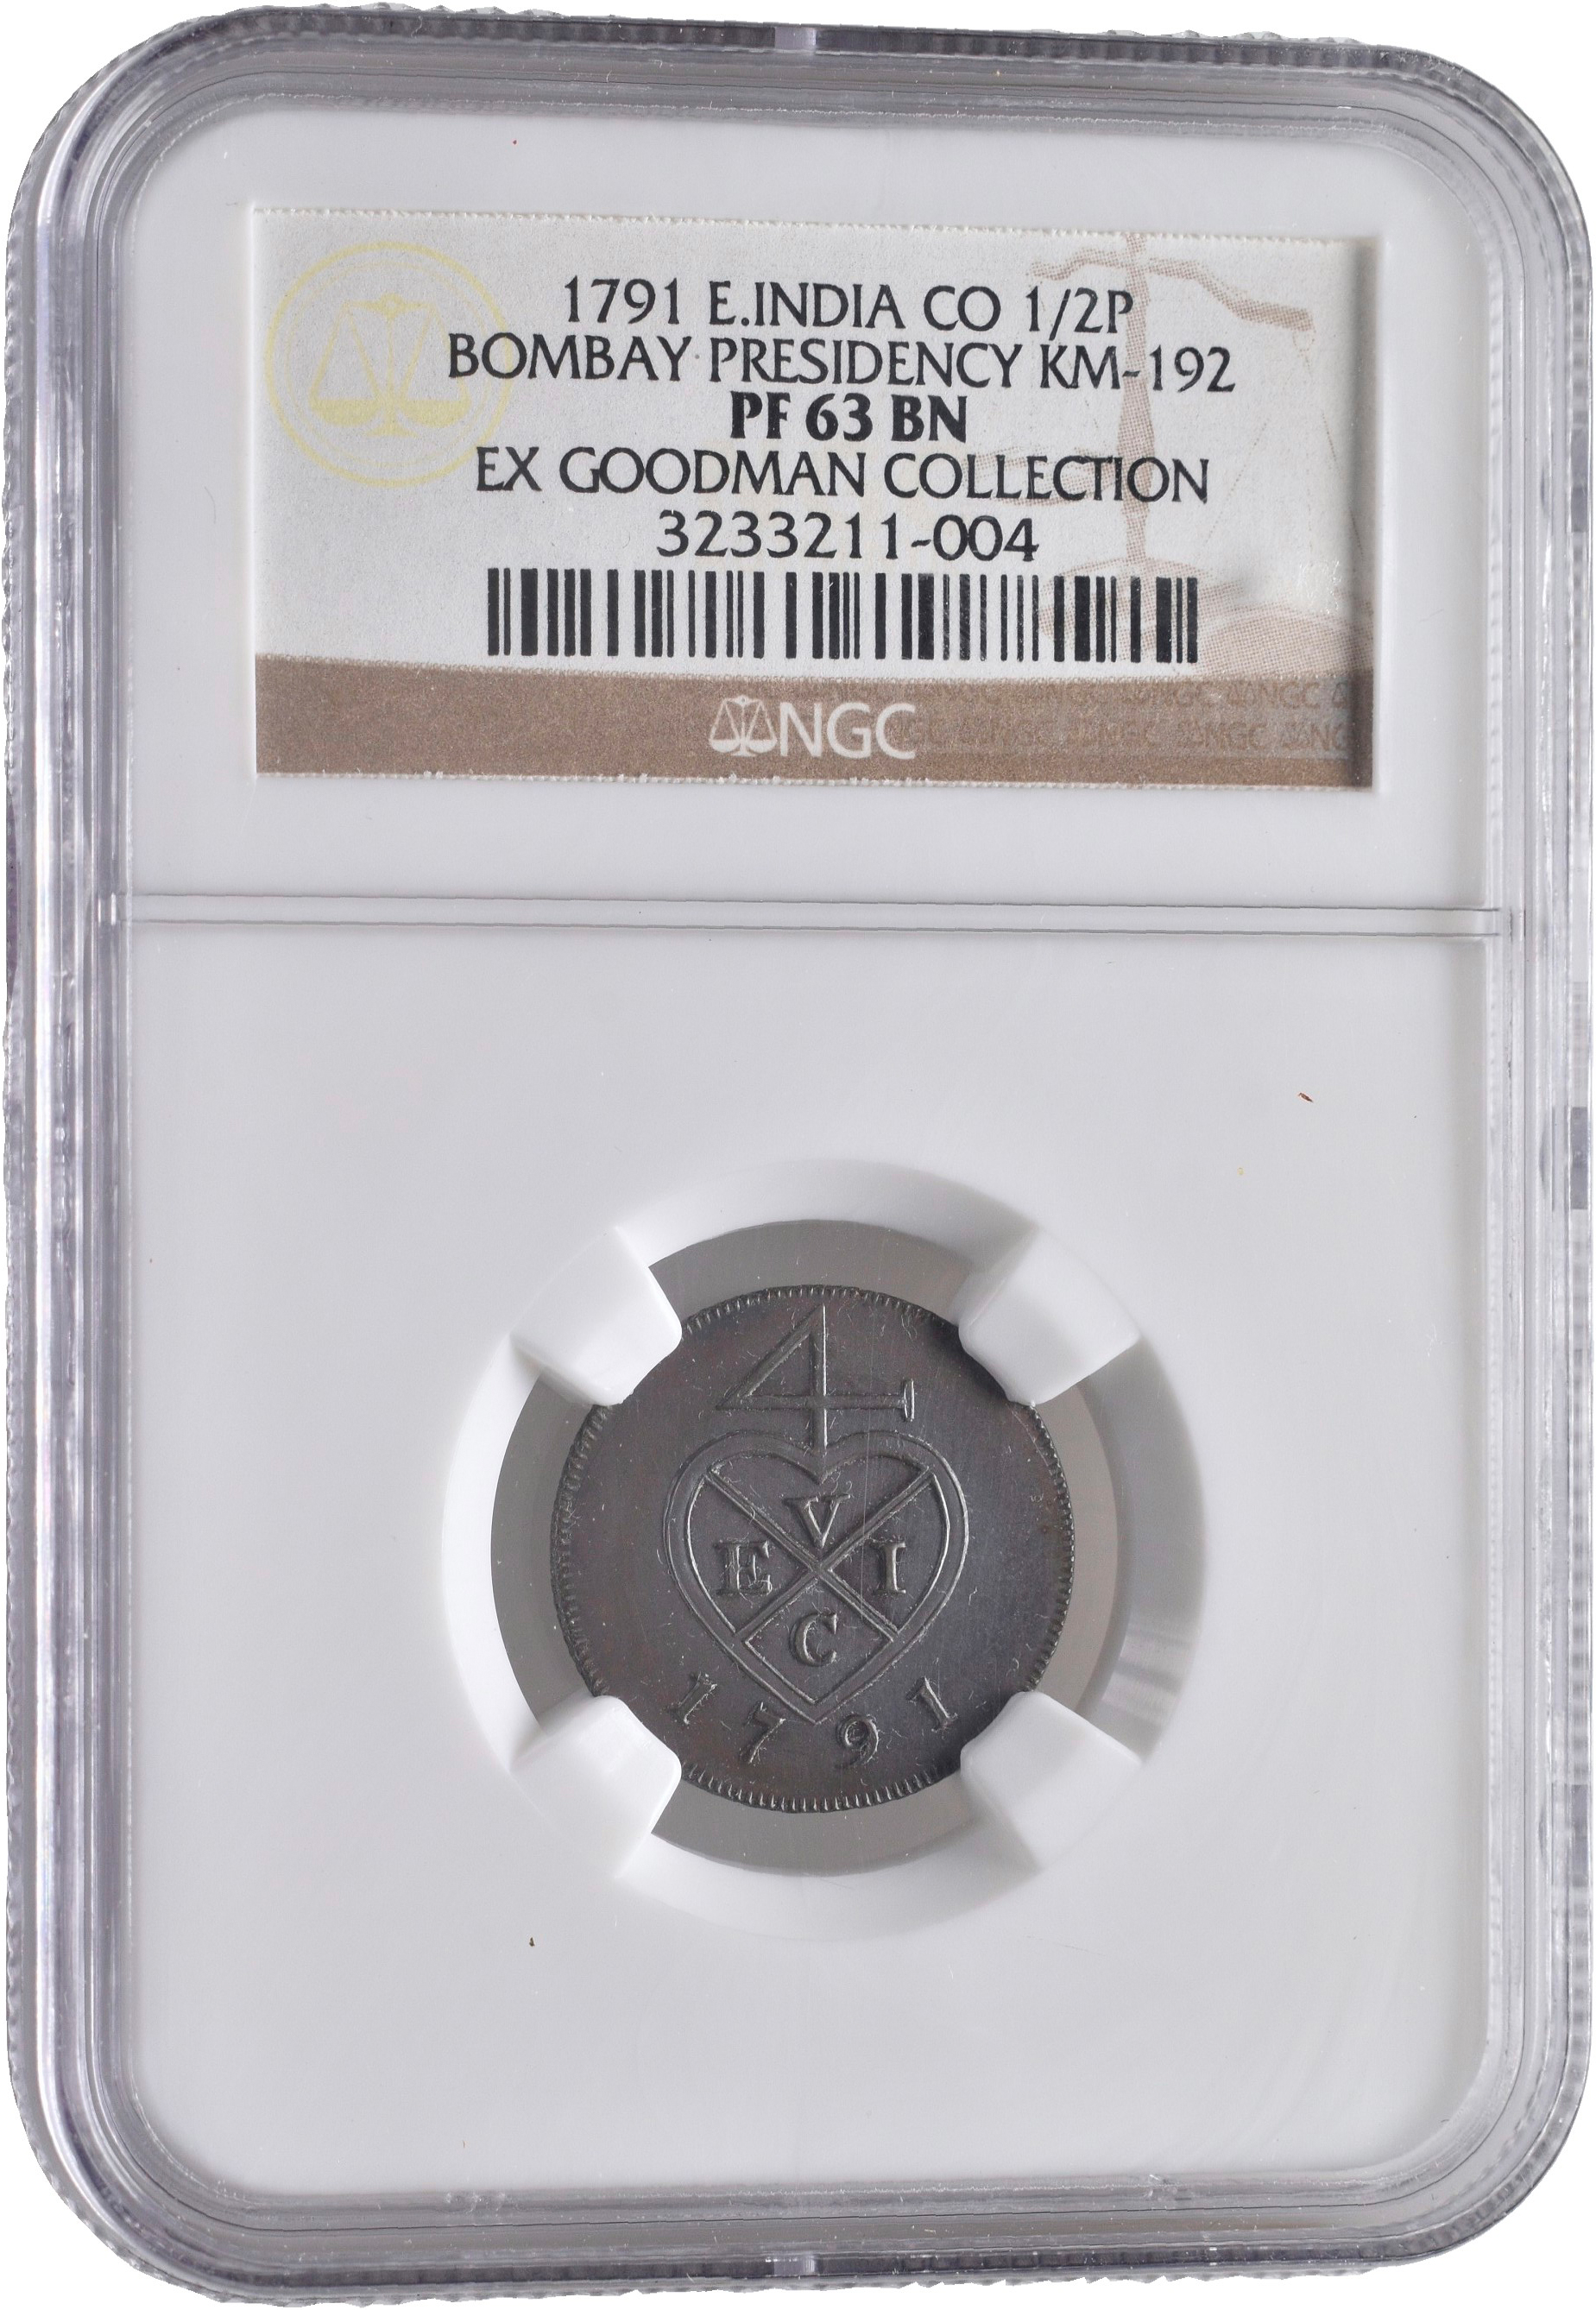 1791 E.INDIA CO 1/2P
BOMBAY PRESIDENCY KM-192
PF 63 BN
EX GOODMAN COLLECTION
3233211-004
NGC
4
V
E I
C
1791